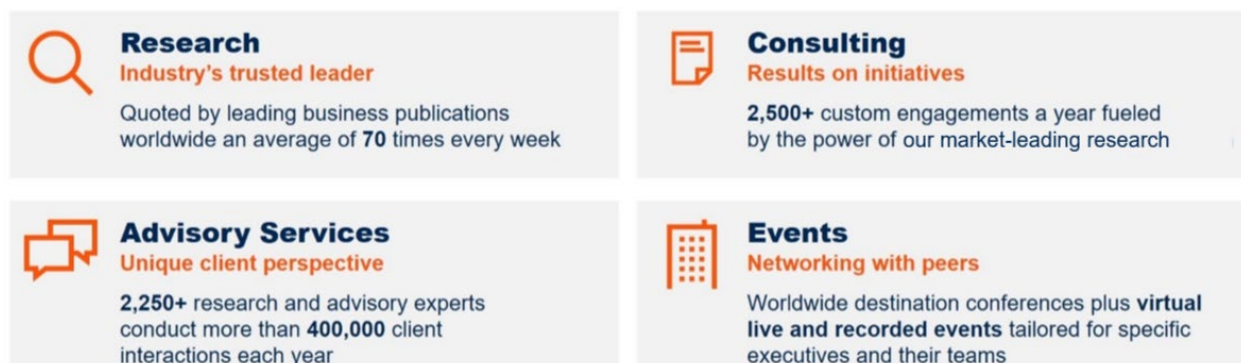 Research
Industry's trusted leader
Quoted by leading business publications
worldwide an average of 70 times every week
Consulting
Results on initiatives
2,500+ custom engagements a year fueled
by the power of our market-leading research
Advisory Services
Unique client perspective
2,250+ research and advisory experts
conduct more than 400,000 client
interactions each year
Events
Networking with peers
Worldwide destination conferences plus virtual
live and recorded events tailored for specific
executives and their teams